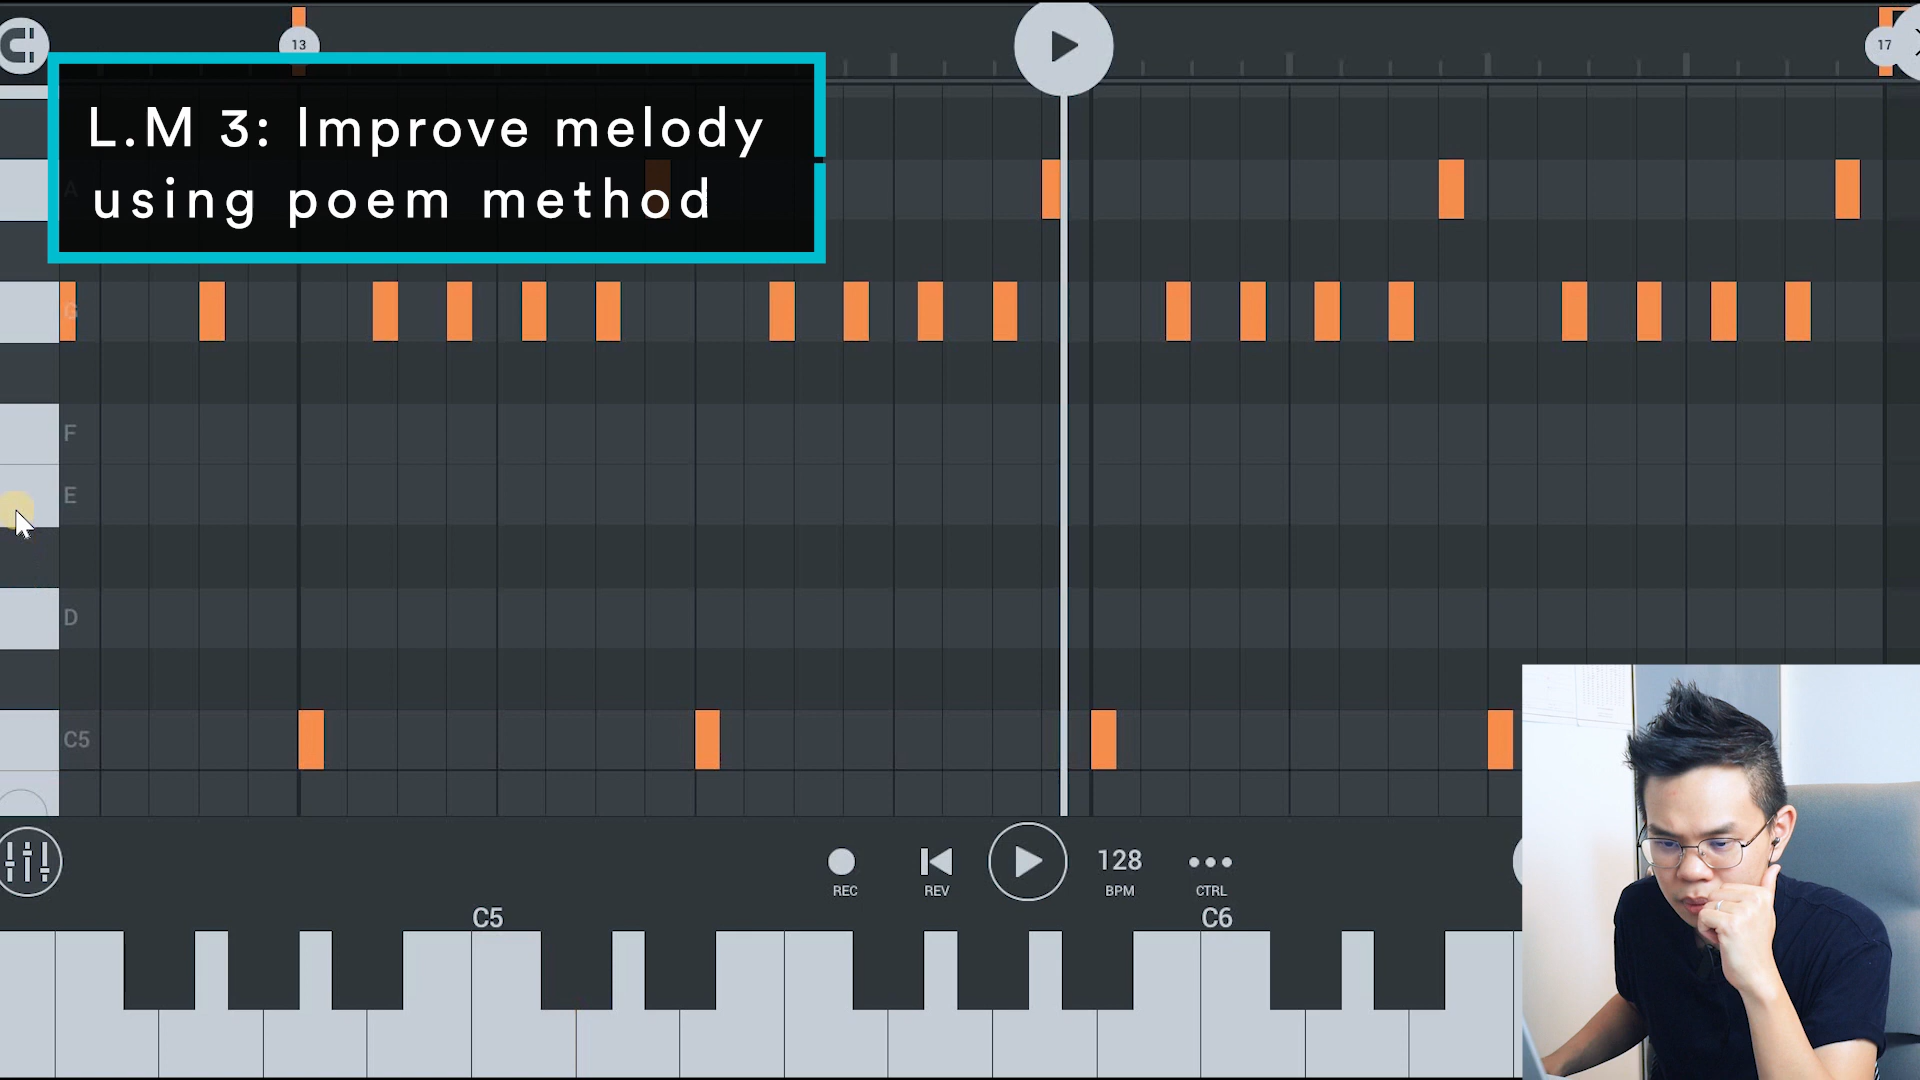 13
17
L.M 3: Improve melody
using poem method
A
G
F
E
D
C5
128
REC
REV
BPM
CTRL
C5
C6